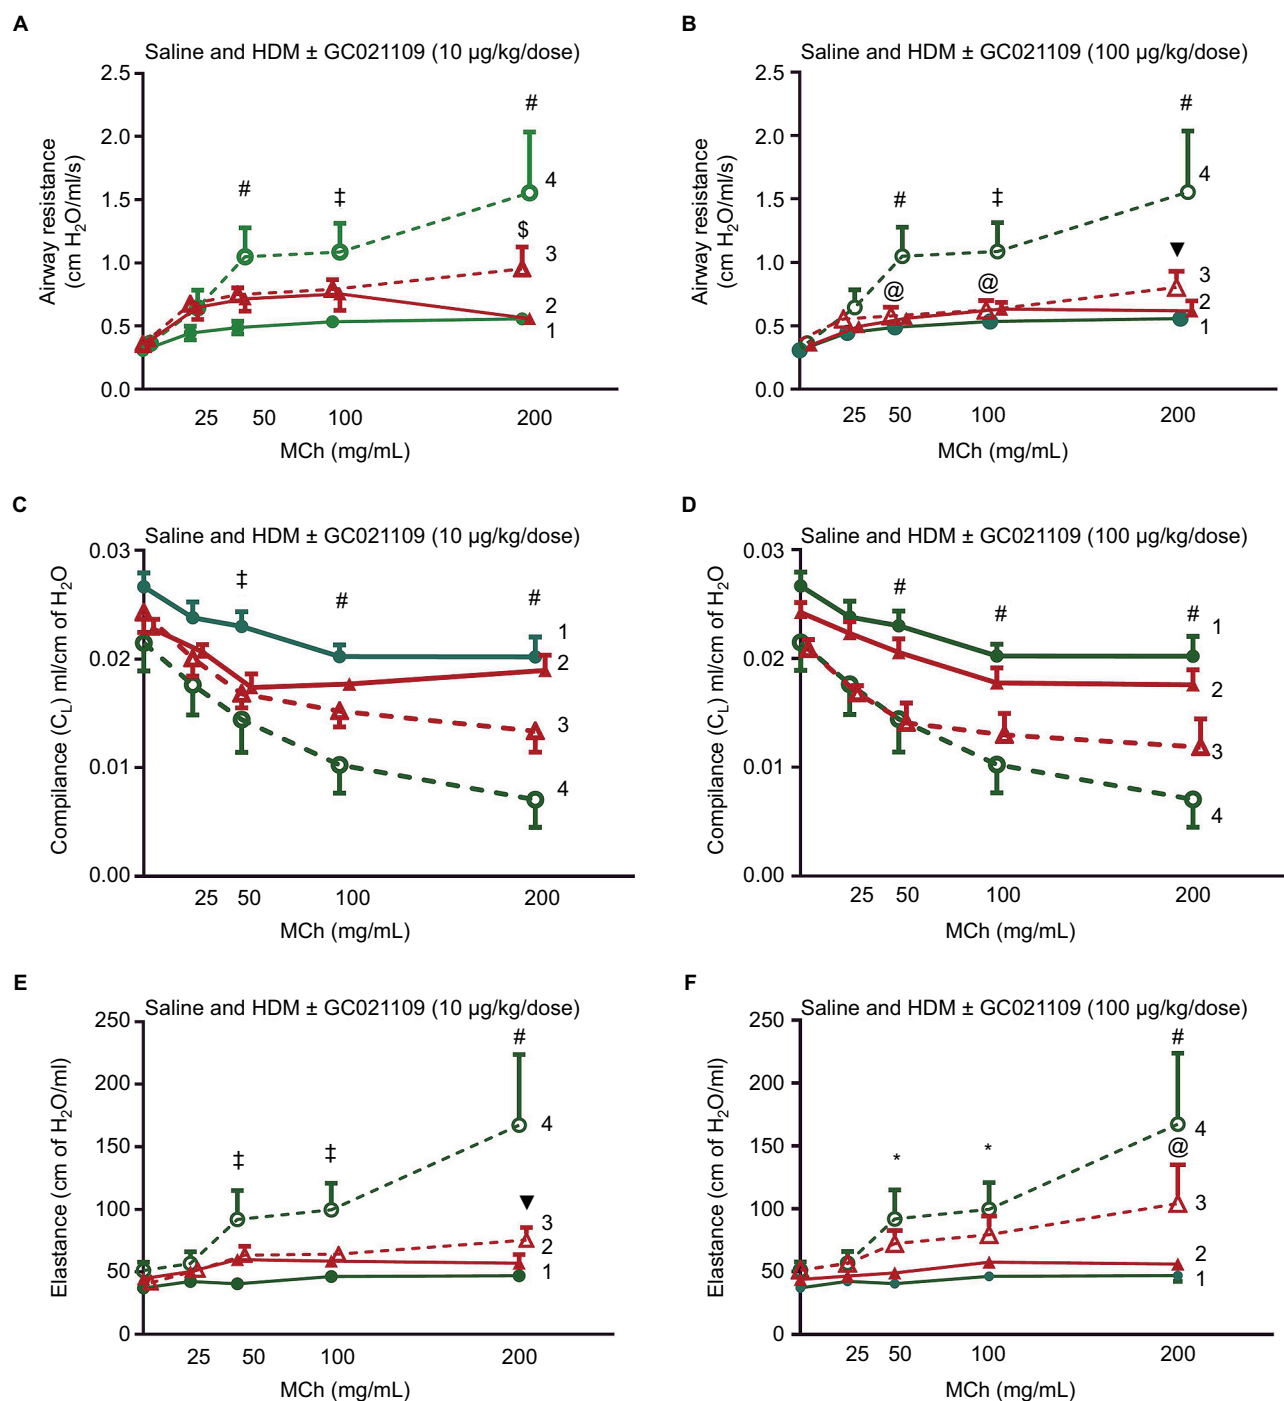 A
Saline and HDM ± GC021109 (10 µg/kg/dose)
Airway resistance
(cm H₂O/ml/s)
2.5
2.0
1.5
1.0
0.5
0.0
#
‡
#
$
4
3
2
1
25 50 100 200
MCh (mg/mL)
B
Saline and HDM ± GC021109 (100 µg/kg/dose)
Airway resistance
(cm H₂O/ml/s)
2.5
2.0
1.5
1.0
0.5
0.0
#
‡
#
@
@
▼
4
3
2
1
25 50 100 200
MCh (mg/mL)
C
Saline and HDM ± GC021109 (10 µg/kg/dose)
Compilance (C_L) ml/cm of H₂O
0.03
0.02
0.01
0.00
‡
#
#
1
2
3
4
25 50 100 200
MCh (mg/mL)
D
Saline and HDM ± GC021109 (100 µg/kg/dose)
Compilance (C_L) ml/cm of H₂O
0.03
0.02
0.01
0.00
#
#
#
1
2
3
4
25 50 100 200
MCh (mg/mL)
E
Saline and HDM ± GC021109 (10 µg/kg/dose)
Elastance (cm of H₂O/ml)
250
200
150
100
50
0
‡
‡
#
▼
4
3
2
1
25 50 100 200
MCh (mg/mL)
F
Saline and HDM ± GC021109 (100 µg/kg/dose)
Elastance (cm of H₂O/ml)
250
200
150
100
50
0
*
*
#
@
4
3
2
1
25 50 100 200
MCh (mg/mL)